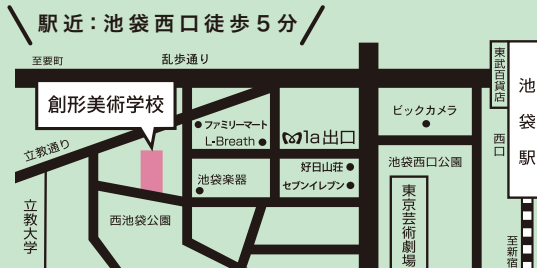 駅近：池袋西口徒歩5分
至要町
乱歩通り
東武百貨店
池袋駅
創形美術学校
ファミリーマート
L-Breath
1a出口
ビックカメラ
西口
立教通り
池袋楽器
好日山荘
セブンイレブン
池袋西口公園
立教大学
西池袋公園
東京芸術劇場
至新宿